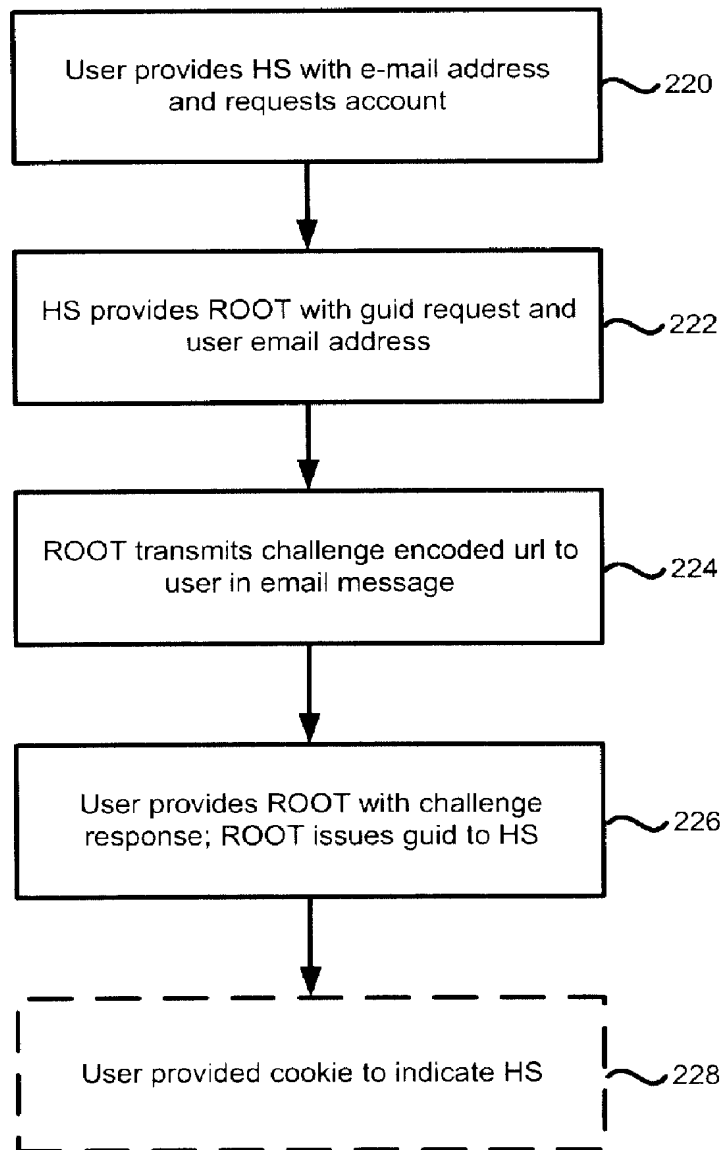 User provides HS with e-mail address
and requests account
220
HS provides ROOT with guid request and
user email address
222
ROOT transmits challenge encoded url to
user in email message
224
User provides ROOT with challenge
response; ROOT issues guid to HS
226
User provided cookie to indicate HS
228